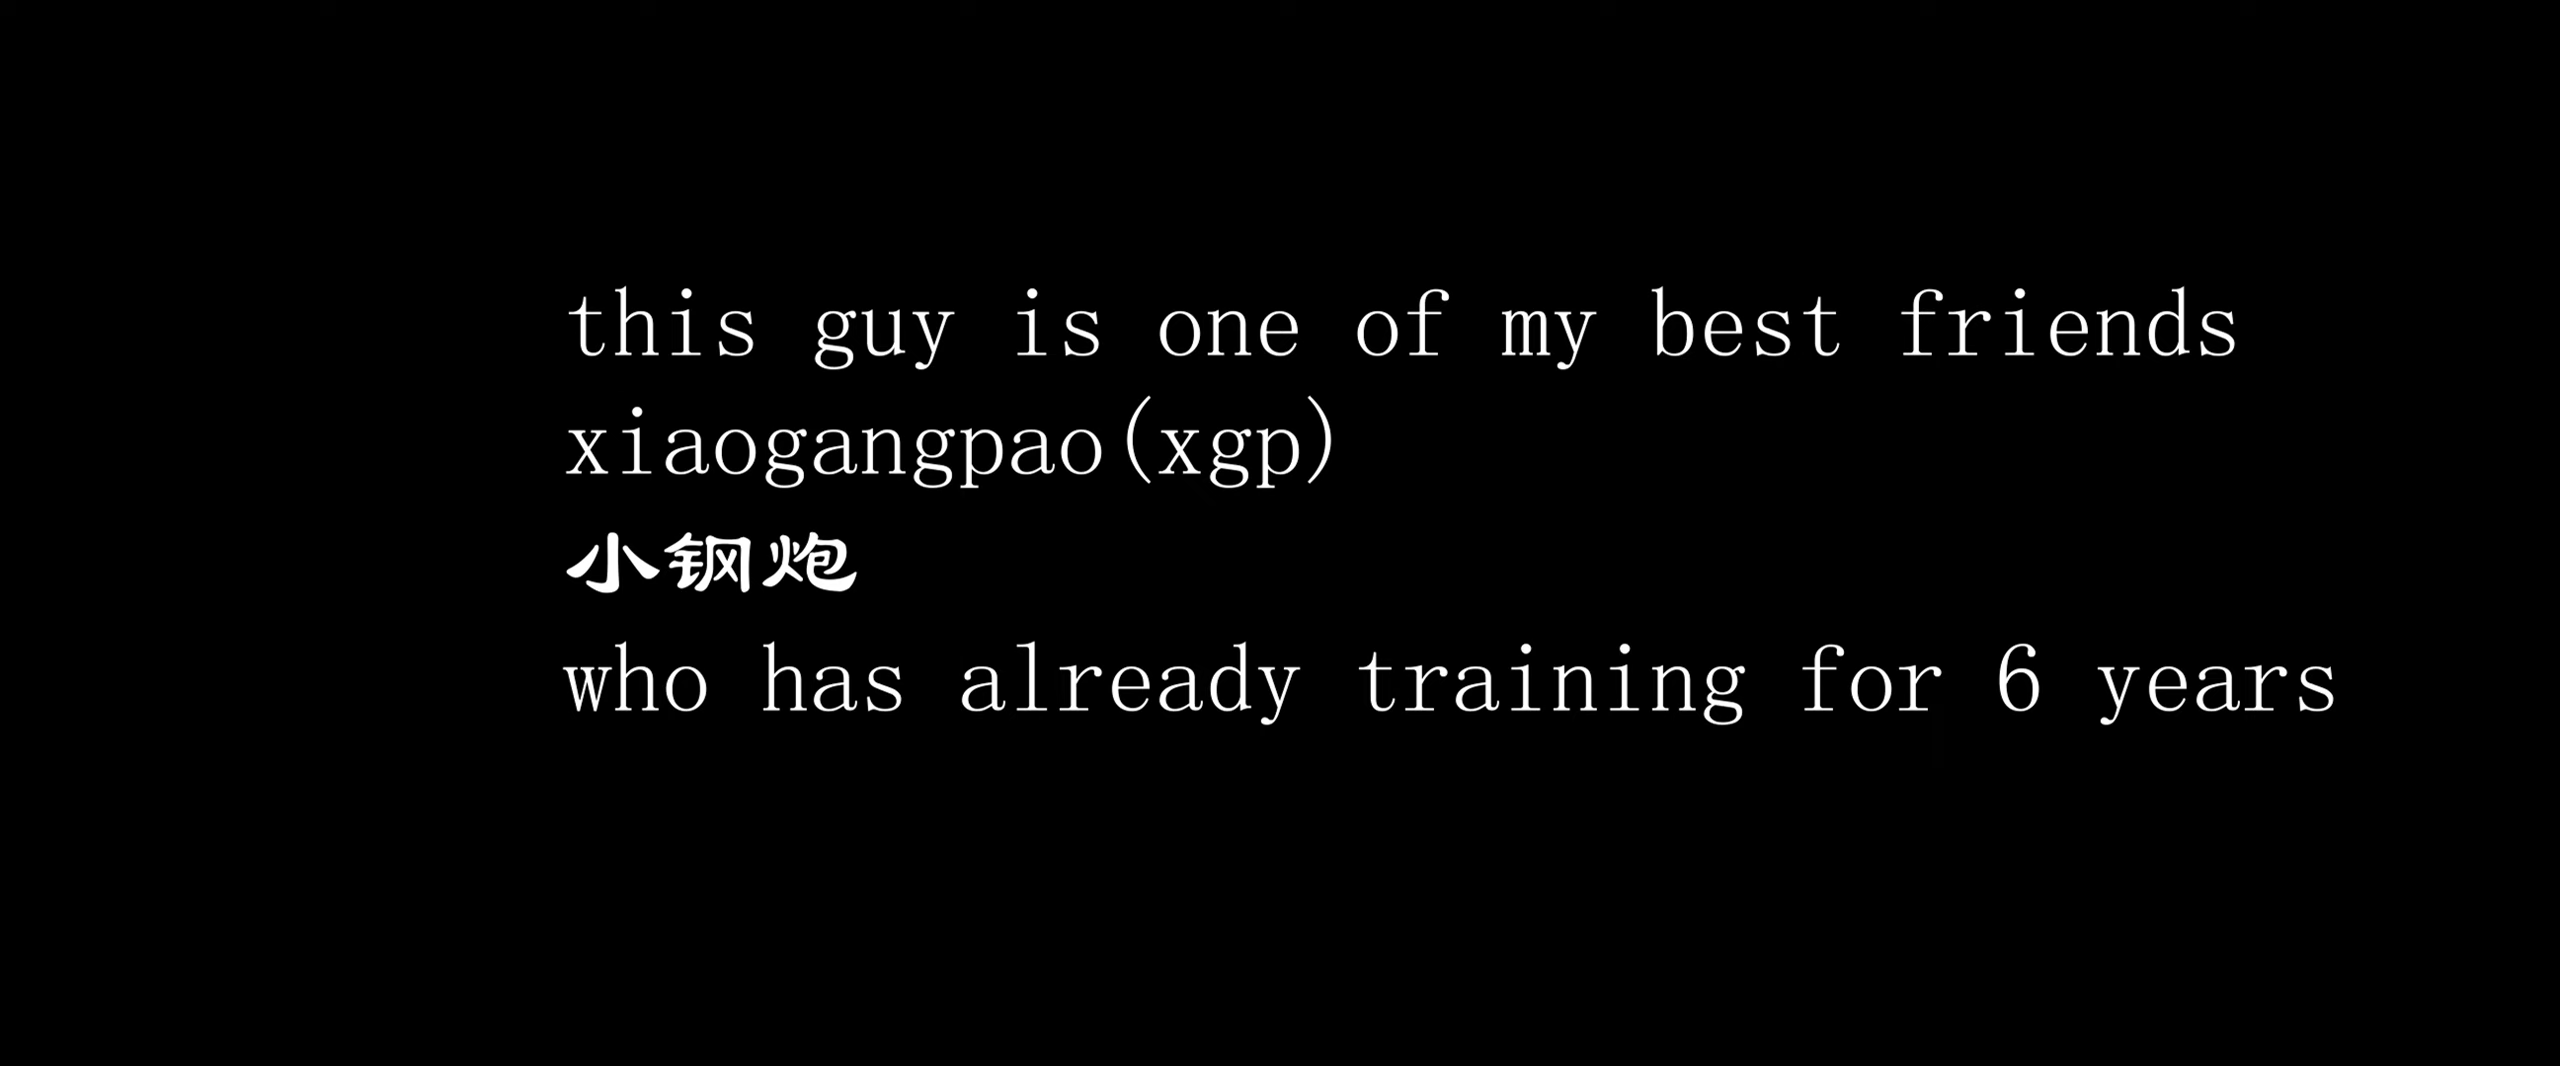 this guy is one of my best friends
xiaogangpao(xgp)
小钢炮
who has already training for 6 years